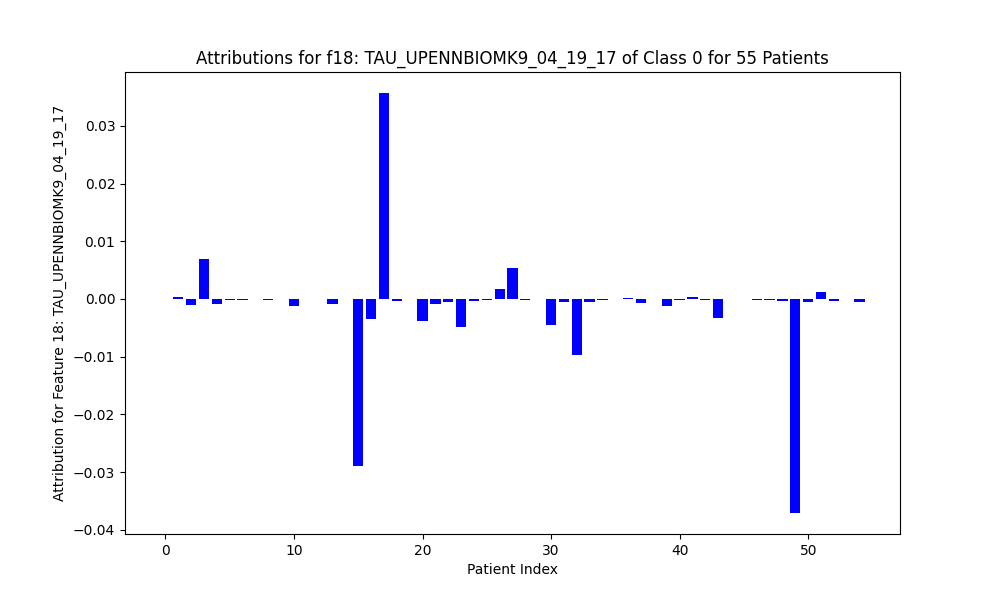 Attributions for f18: TAU_UPENNBIOMK9_04_19_17 of Class 0 for 55 Patients
Attribution for Feature 18: TAU_UPENNBIOMK9_04_19_17
0.03
0.02
0.01
0.00
−0.01
−0.02
−0.03
−0.04
0 10 20 30 40 50
Patient Index